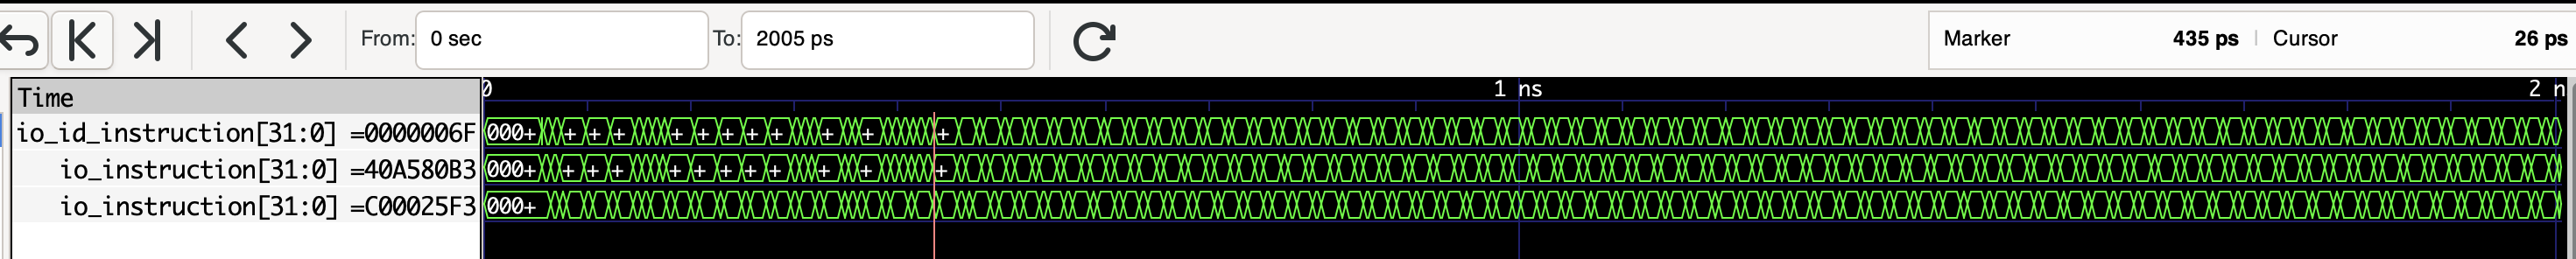 From: 0 sec To: 2005 ps Marker 435 ps | Cursor 26 ps
Time 0 1 ns 2 n
io_id_instruction[31:0] =0000006F 000+ + + + + + + + + + + +
io_instruction[31:0] =40A580B3 000+ + + + + + + + + + + +
io_instruction[31:0] =C00025F3 000+